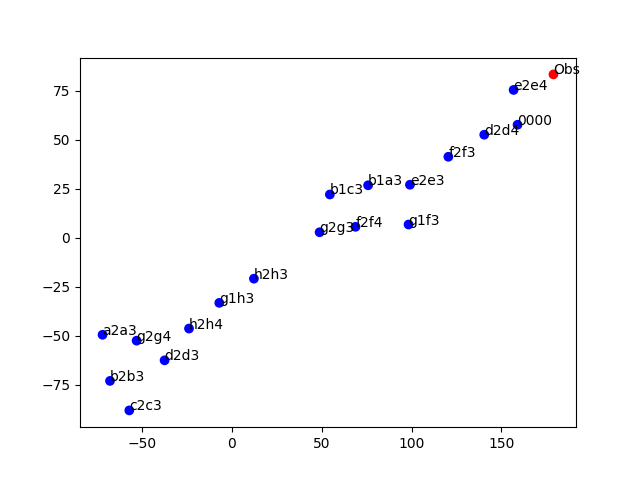 Obs
e2e4
75
0000
d2d4
f2f3
50
b1a3
e2e3
b1c3
25
g1f3
f2f4
g2g3
0
h2h3
−25
g1h3
h2h4
a2a3
g2g4
−50
d2d3
b2b3
−75
c2c3
−50
0
50
100
150